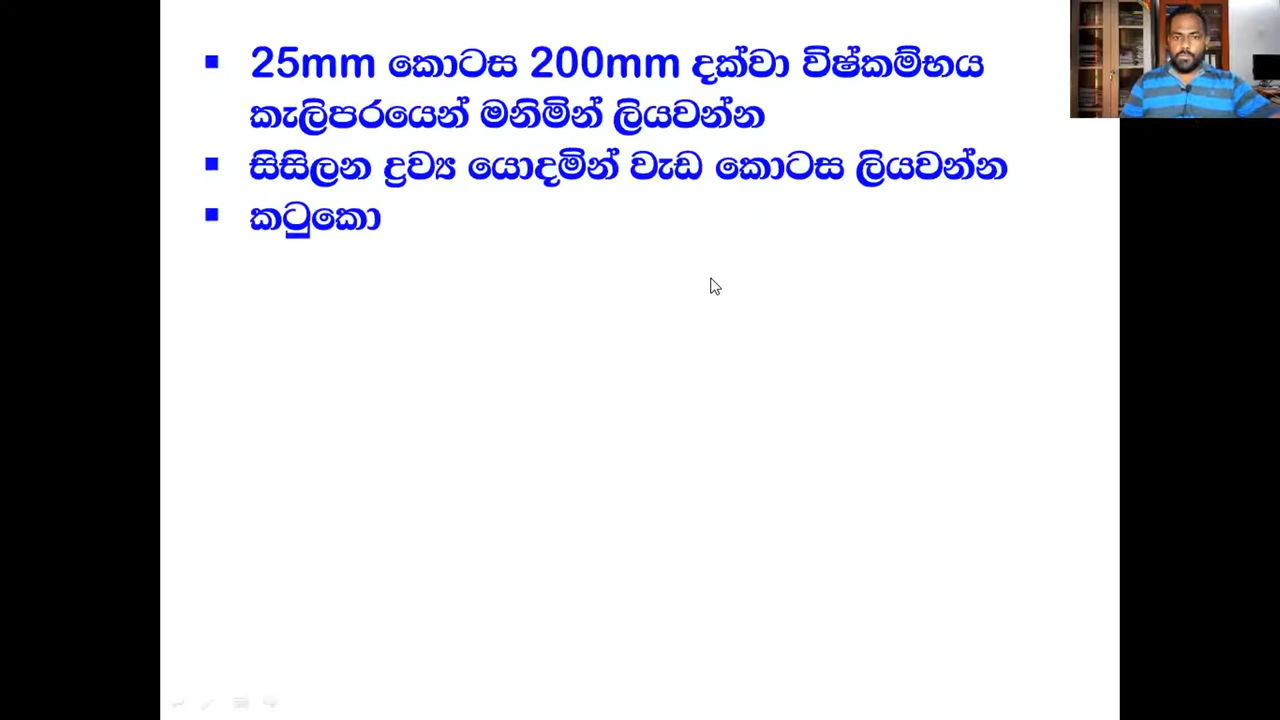 ▪ 25mm කොටස 200mm දක්වා විෂ්කම්භය
කැලිපරයෙන් මනිමින් ලියවන්න
▪ සිසිලන ද්‍රව්‍ය යොදමින් වැඩ කොටස ලියවන්න
▪ කටුකො